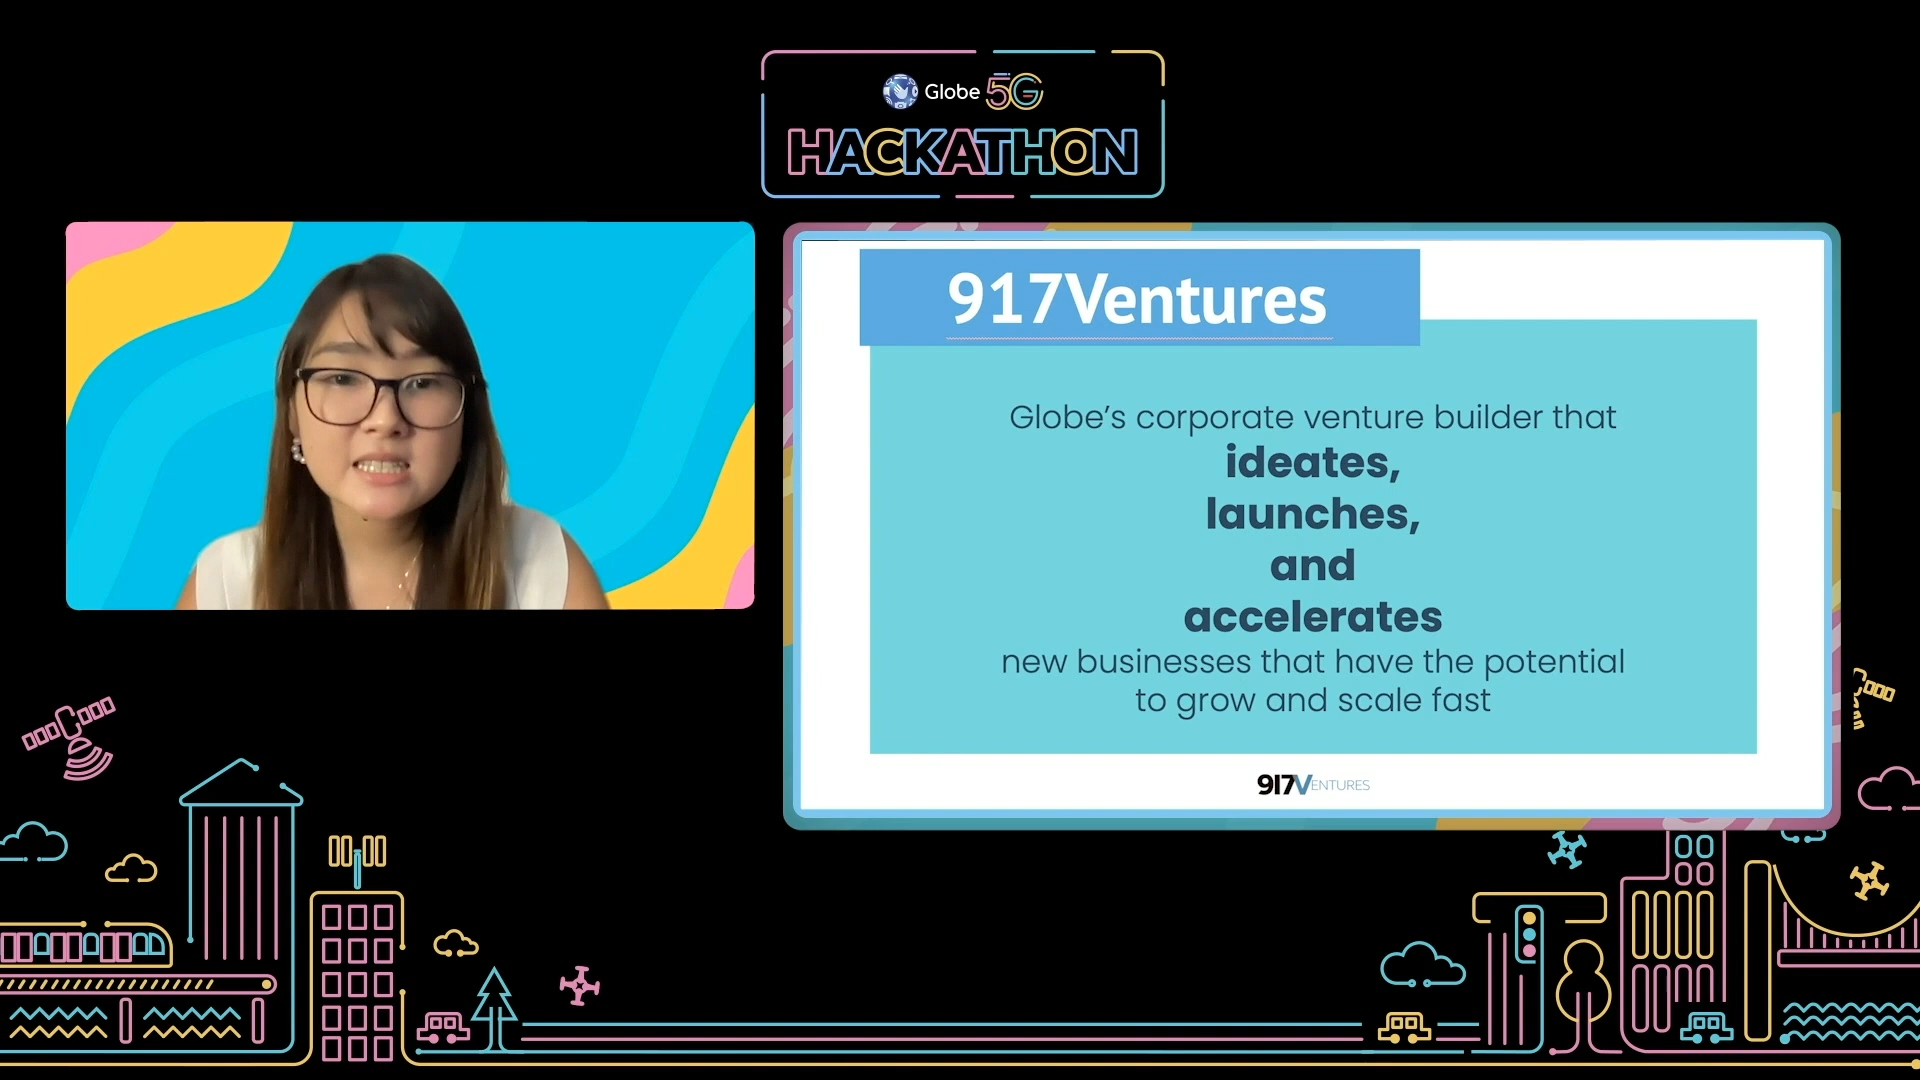 Globe 5G
HACKATHON
917Ventures
Globe’s corporate venture builder that
ideates,
launches,
and
accelerates
new businesses that have the potential
to grow and scale fast
917VENTURES